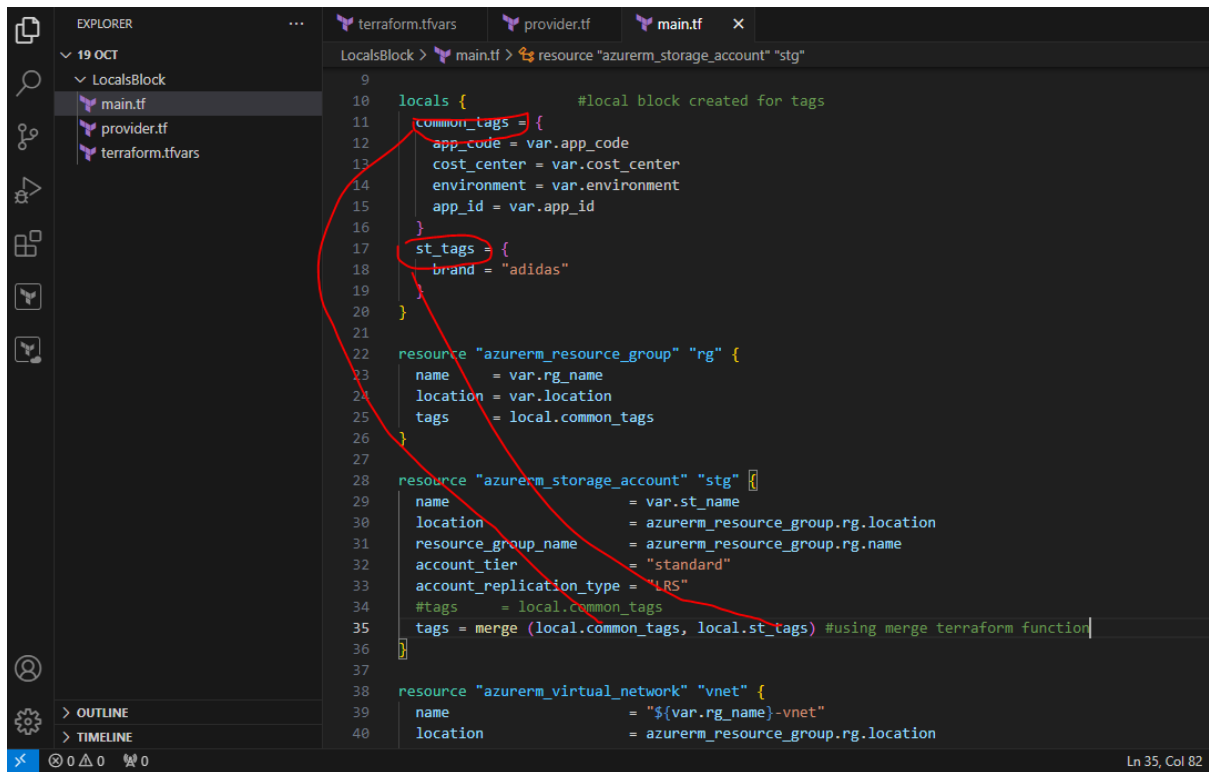 EXPLORER ...
terraform.tfvars provider.tf main.tf ×
19 OCT
LocalsBlock
main.tf
provider.tf
terraform.tfvars
OUTLINE
TIMELINE
LocalsBlock > main.tf > resource "azurerm_storage_account" "stg"
9
10 locals { #local block created for tags
11 common_tags = {
12 app_code = var.app_code
13 cost_center = var.cost_center
14 environment = var.environment
15 app_id = var.app_id
16 }
17 st_tags = {
18 brand = "adidas"
19 }
20 }
21
22 resource "azurerm_resource_group" "rg" {
23 name = var.rg_name
24 location = var.location
25 tags = local.common_tags
26 }
27
28 resource "azurerm_storage_account" "stg" {
29 name = var.st_name
30 location = azurerm_resource_group.rg.location
31 resource_group_name = azurerm_resource_group.rg.name
32 account_tier = "standard"
33 account_replication_type = "LRS"
34 #tags = local.common_tags
35 tags = merge (local.common_tags, local.st_tags) #using merge terraform function
36 }
37
38 resource "azurerm_virtual_network" "vnet" {
39 name = "${var.rg_name}-vnet"
40 location = azurerm_resource_group.rg.location
0 0 0 Ln 35, Col 82